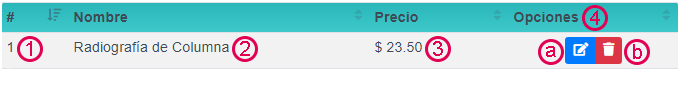 # Nombre Precio Opciones 4
1 1 Radiografía de Columna 2 $ 23.50 3 a b